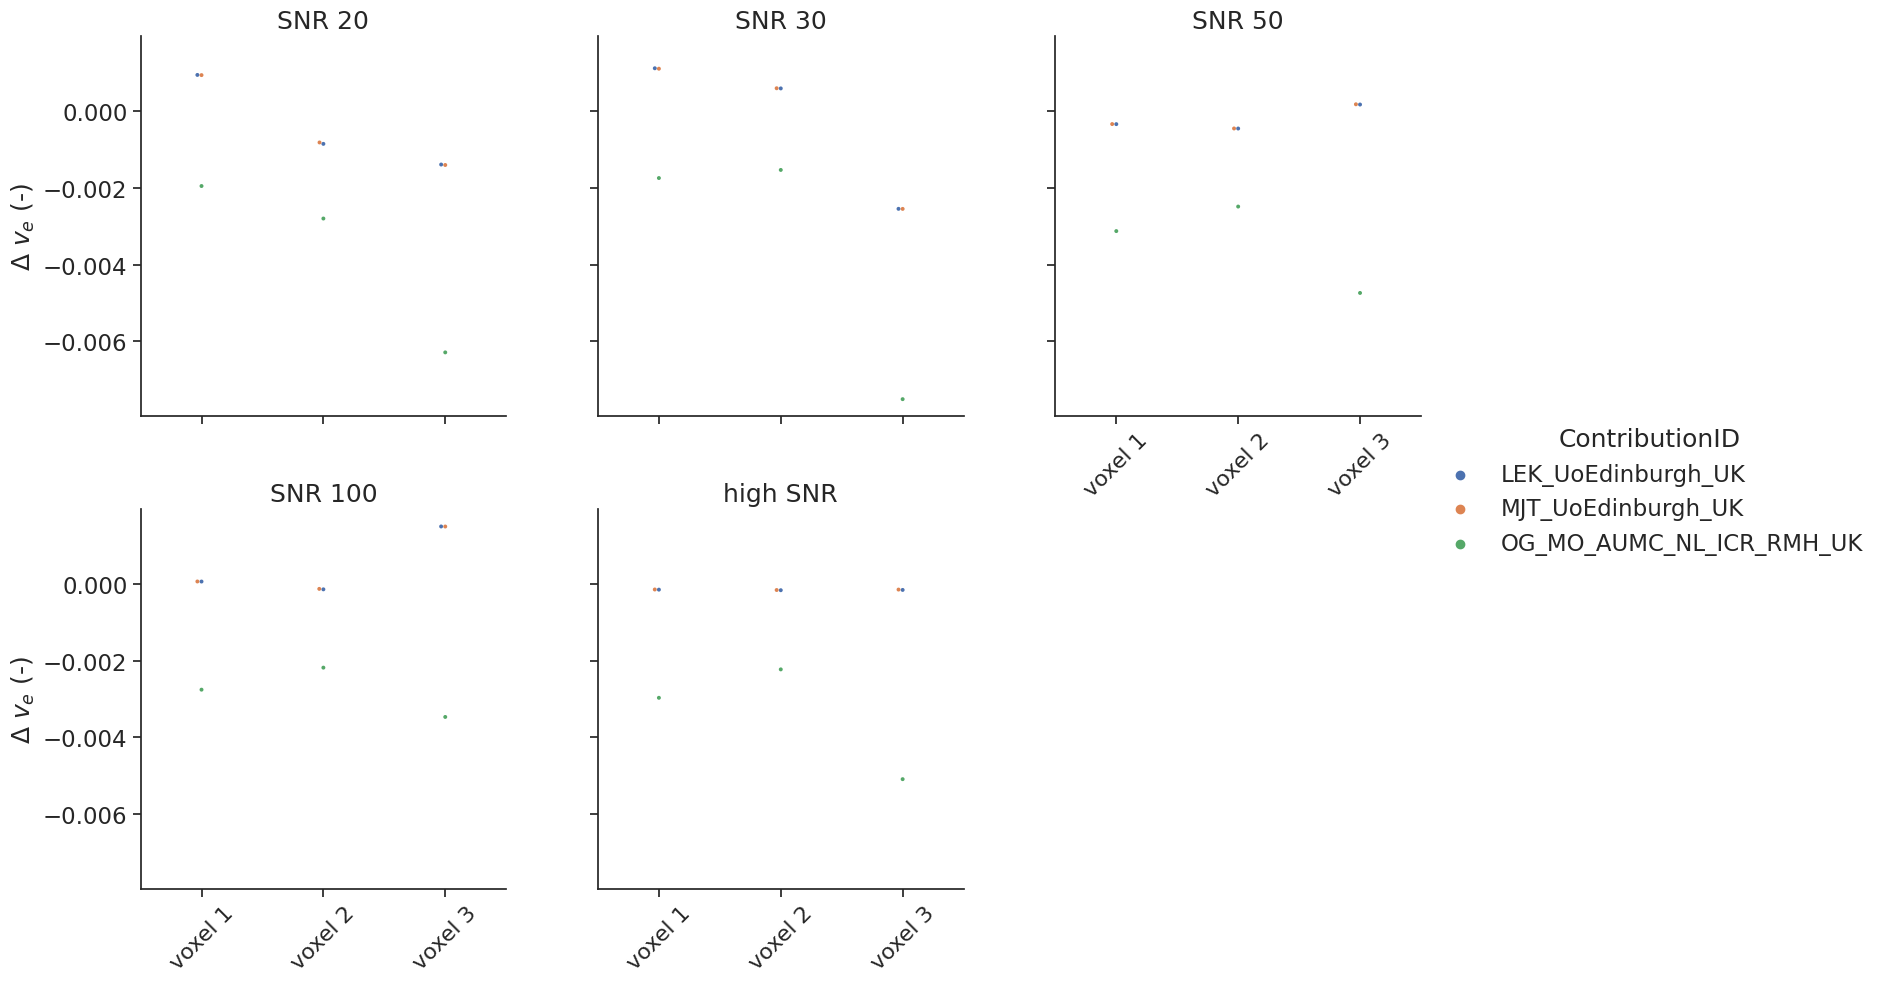 SNR 20
SNR 30
SNR 50
0.000
−0.002
−0.004
−0.006
Δ vₑ (-)
voxel 1
voxel 2
voxel 3
ContributionID
LEK_UoEdinburgh_UK
MJT_UoEdinburgh_UK
OG_MO_AUMC_NL_ICR_RMH_UK
SNR 100
high SNR
0.000
−0.002
−0.004
−0.006
Δ vₑ (-)
voxel 1
voxel 2
voxel 3
voxel 1
voxel 2
voxel 3